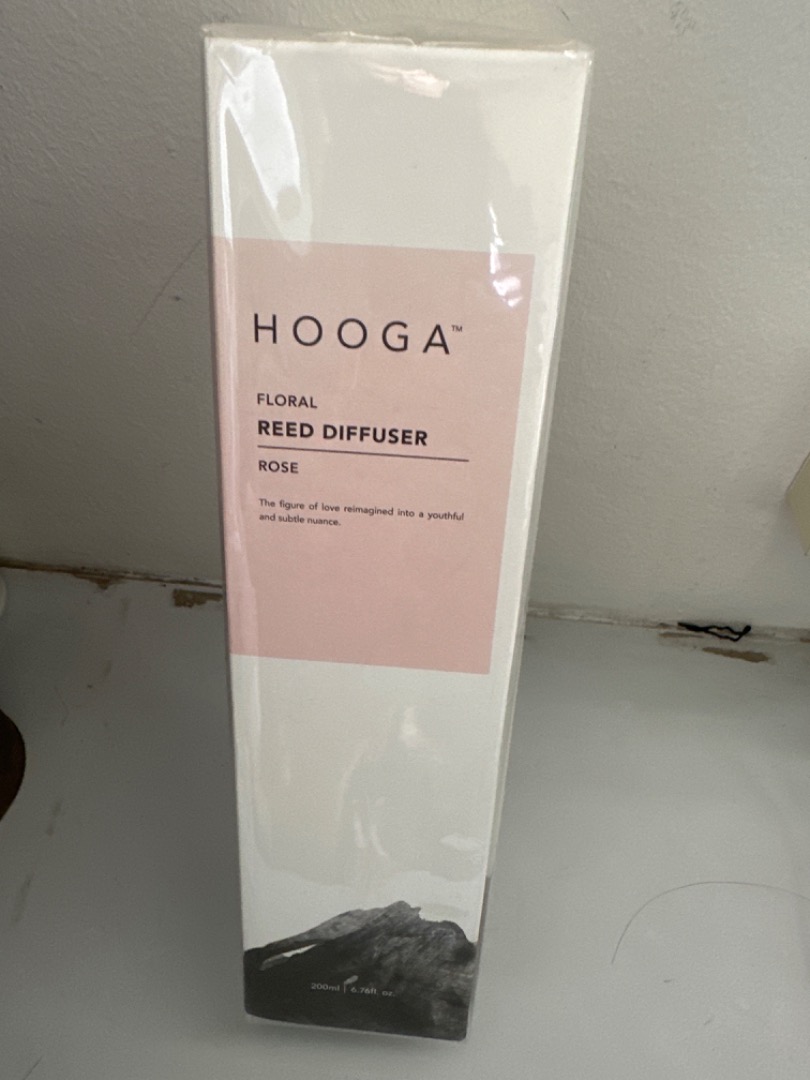 HOOGA™
FLORAL
REED DIFFUSER
ROSE
The figure of love reimagined into a youthful
and subtle nuance.
200ml | 6.76fl. oz.